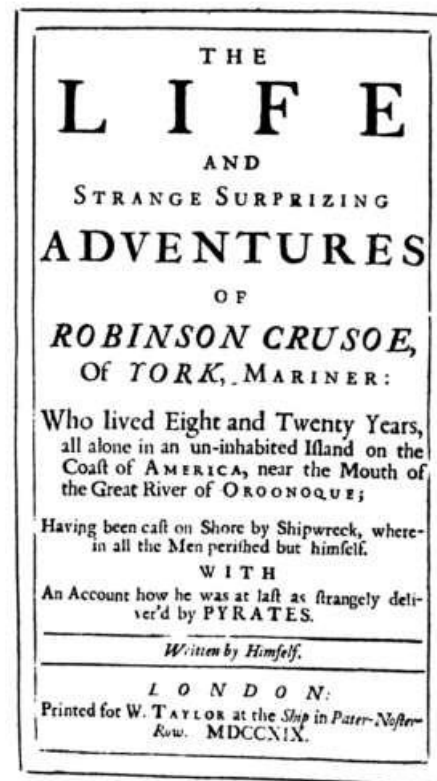 THE
LIFE
AND
STRANGE SURPRIZING
ADVENTURES
OF
ROBINSON CRUSOE,
Of YORK, MARINER:
Who lived Eight and Twenty Years,
all alone in an un-inhabited Iſland on the
Coaſt of AMERICA, near the Mouth of
the Great River of OROONOQUE;
Having been caſt on Shore by Shipwreck, where-
in all the Men periſhed but himſelf.
WITH
An Account how he was at laſt as ſtrangely deli-
ver'd by PYRATES.
Written by Himſelf.
LONDON:
Printed for W. TAYLOR at the Ship in Pater-Noſter-
Row. MDCCXIX.